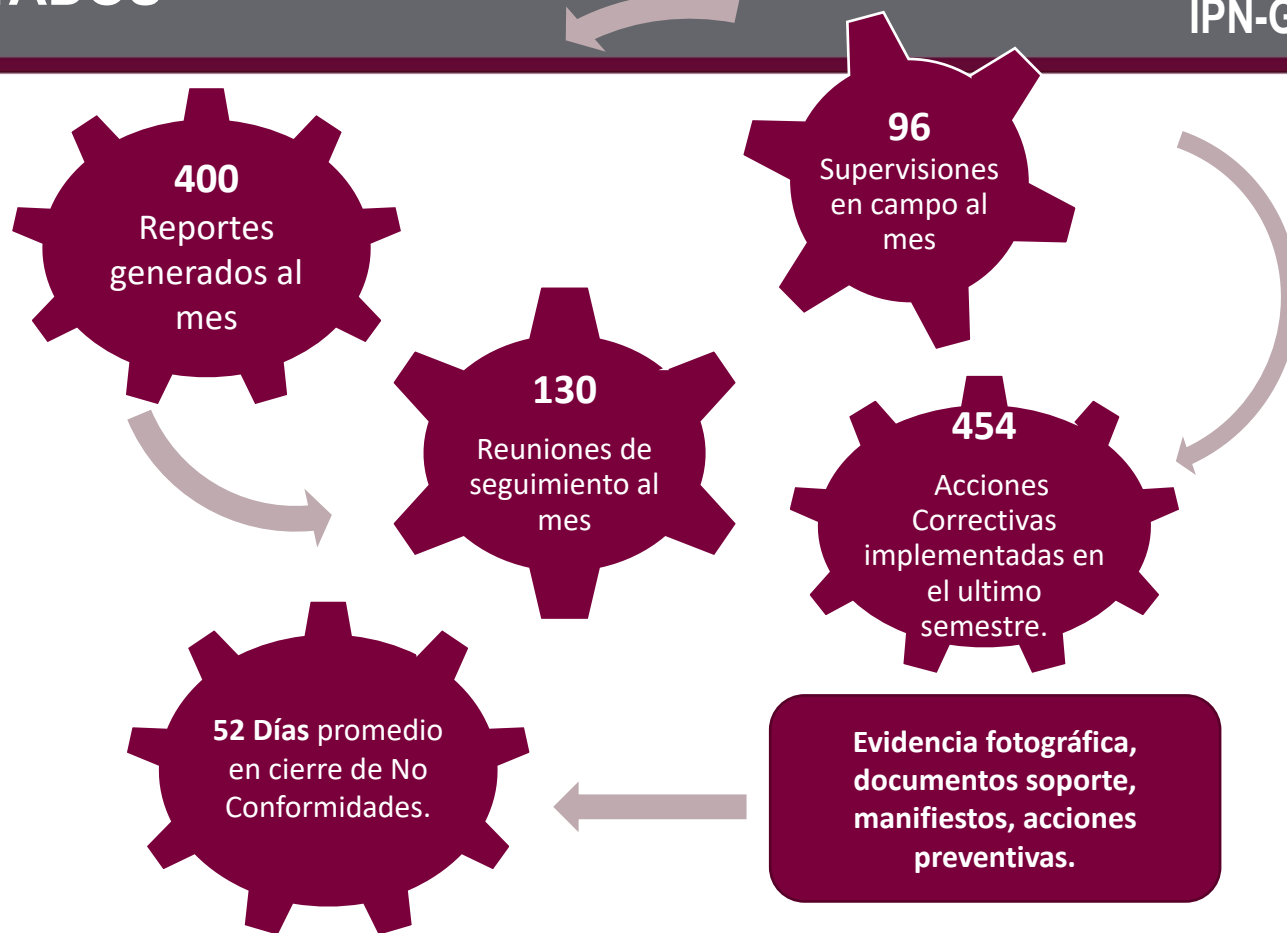 IPN-G
400
Reportes
generados al
mes
96
Supervisiones
en campo al
mes
130
Reuniones de
seguimiento al
mes
454
Acciones
Correctivas
implementadas en
el ultimo
semestre.
52 Días promedio
en cierre de No
Conformidades.
Evidencia fotográfica,
documentos soporte,
manifiestos, acciones
preventivas.